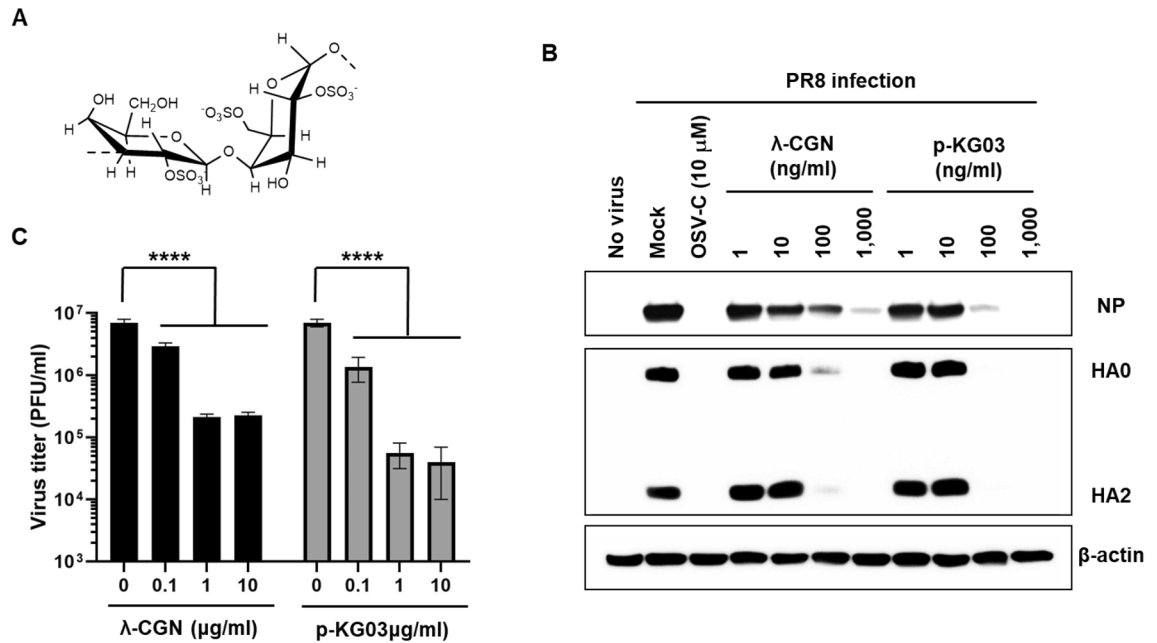 A
H
O
O
H
OSO3-
-O3SO
OH
CH2OH
H
H
O
O
H
H
H H
OSO3-
H
HO
H
B
PR8 infection
No virus
Mock
OSV-C (10 μM)
λ-CGN
(ng/ml)
1
10
100
1,000
p-KG03
(ng/ml)
1
10
100
1,000
NP
HA0
HA2
β-actin
C
Virus titer (PFU/ml)
10^7
10^6
10^5
10^4
10^3
****
****
0 0.1 1 10
0 0.1 1 10
λ-CGN (μg/ml)
p-KG03μg/ml)